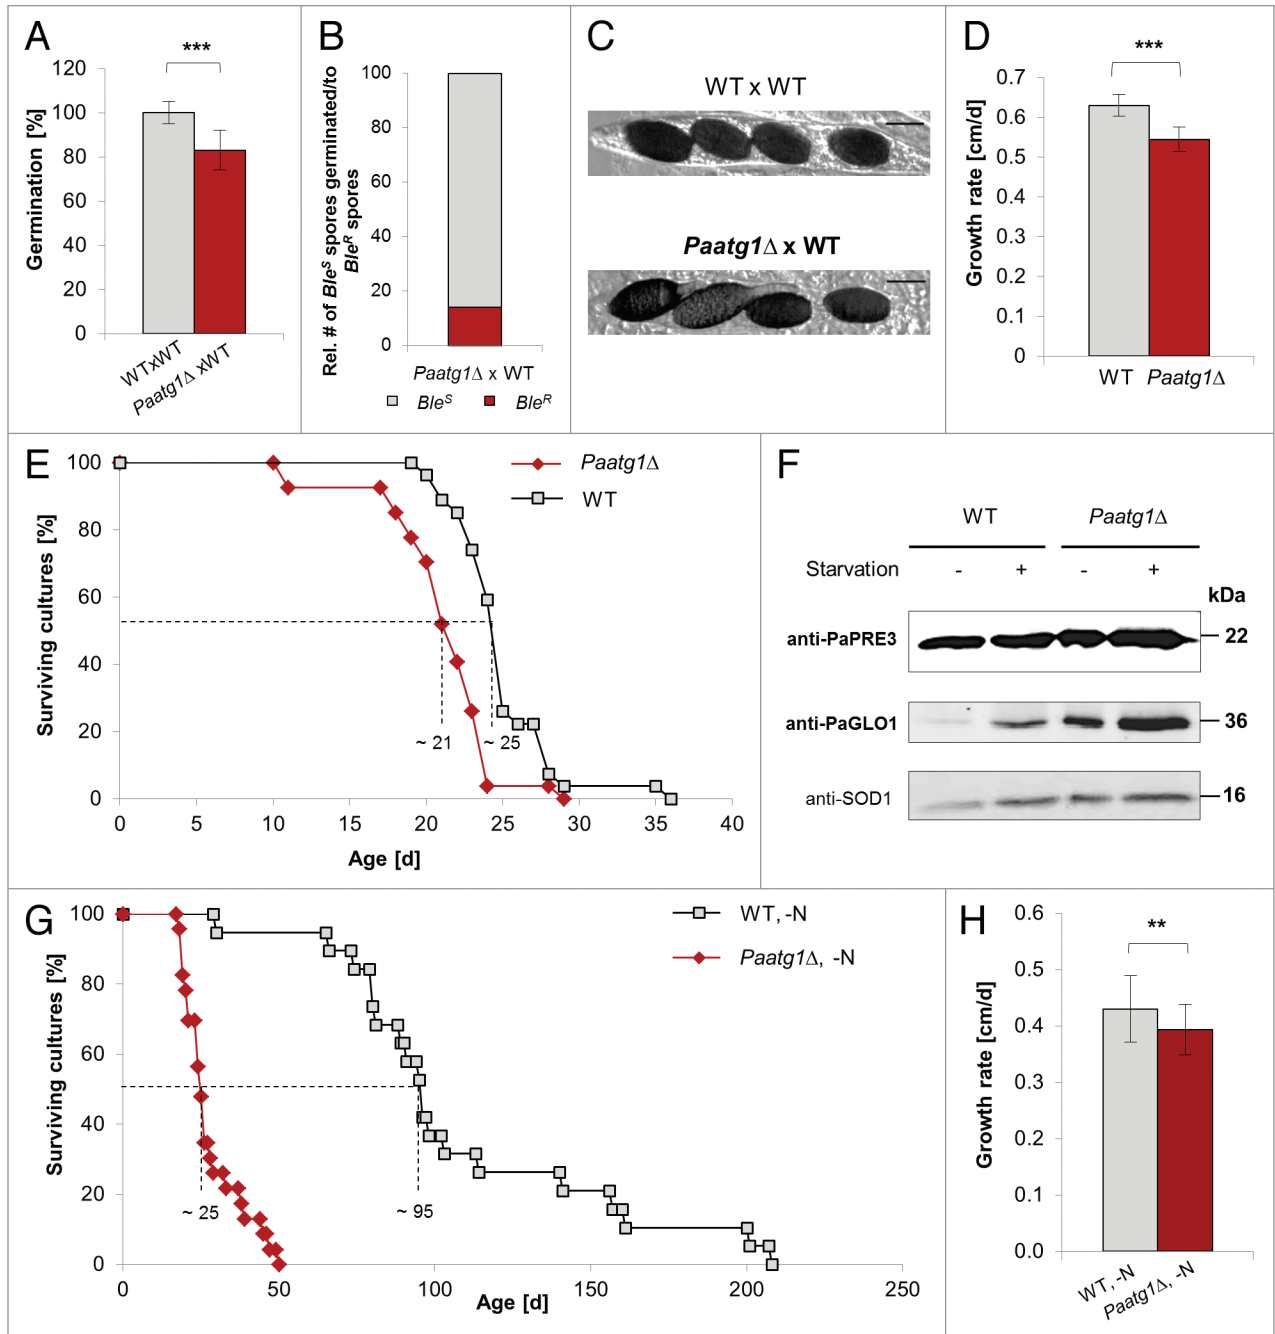 A
***
Germination [%]
120
100
80
60
40
20
0
WTxWT
Paatg1Δ xWT
B
Rel. # of BleS spores germinated/to
BleR spores
100
80
60
40
20
0
Paatg1Δ x WT
BleS
BleR
C
WT x WT
Paatg1Δ x WT
D
***
Growth rate [cm/d]
0.7
0.6
0.5
0.4
0.3
0.2
0.1
0
WT Paatg1Δ
E
Surviving cultures [%]
100
80
60
40
20
0
Paatg1Δ
WT
~ 21
~ 25
0 5 10 15 20 25 30 35 40
Age [d]
F
WT Paatg1Δ
Starvation - + - +
kDa
anti-PaPRE3 22
anti-PaGLO1 36
anti-SOD1 16
G
Surviving cultures [%]
100
80
60
40
20
0
WT, -N
Paatg1Δ, -N
~ 25
~ 95
0 50 100 150 200 250
Age [d]
H
**
Growth rate [cm/d]
0.6
0.5
0.4
0.3
0.2
0.1
0.0
WT, -N
Paatg1Δ, -N